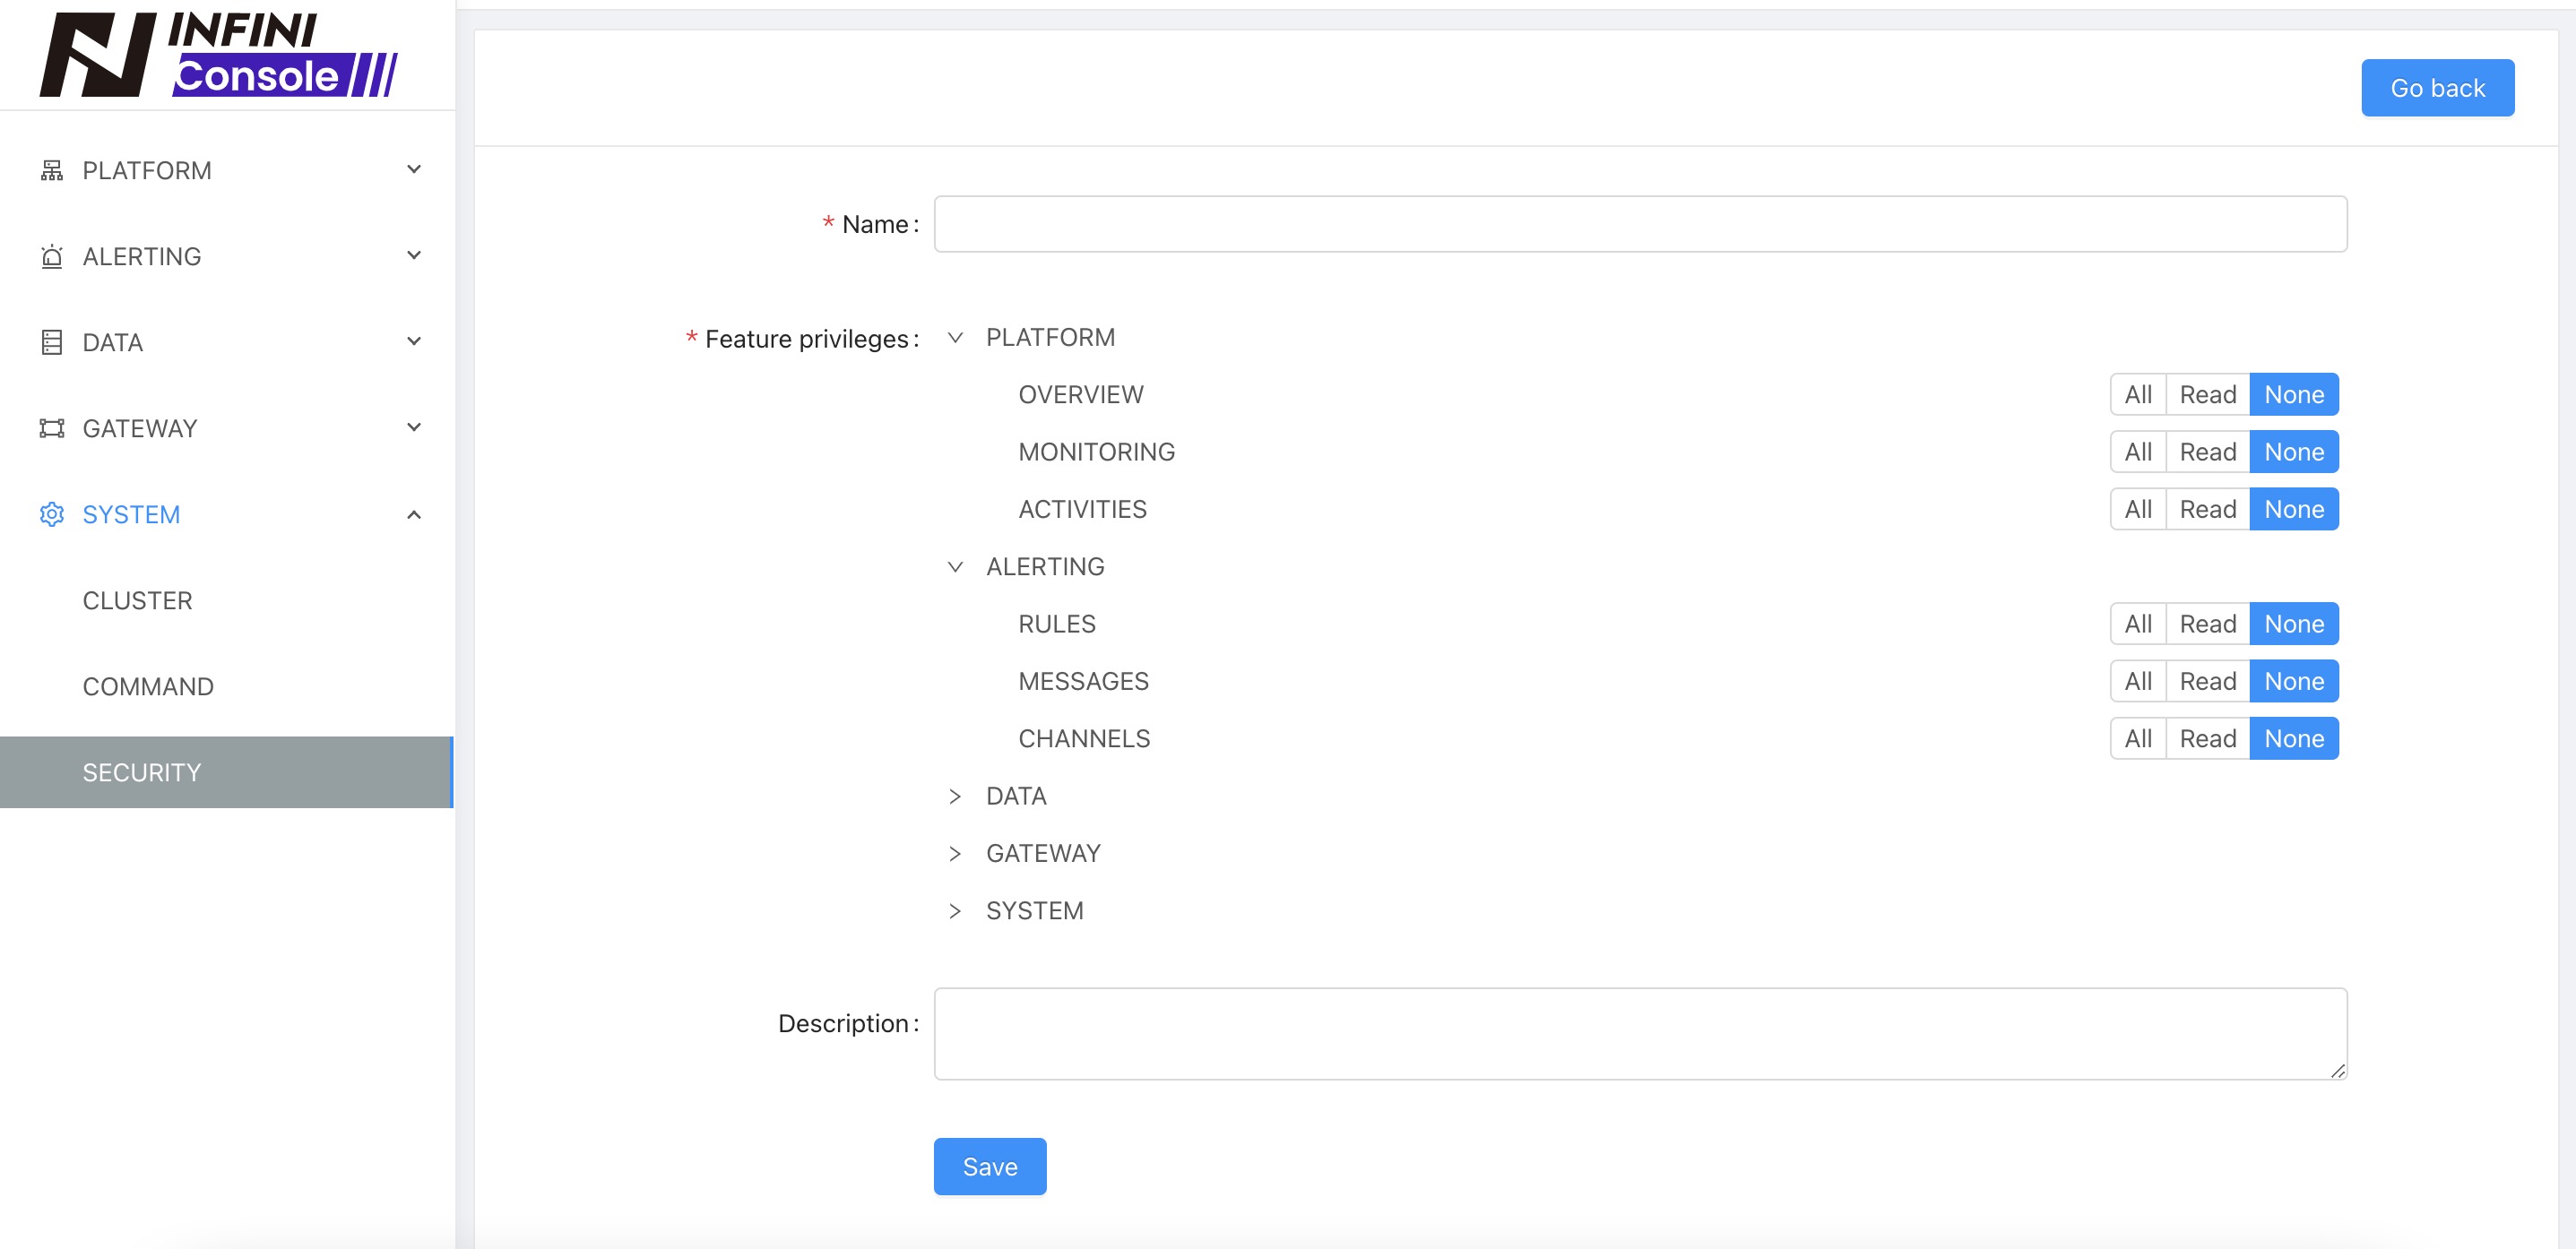 INFINI
Console
Go back
PLATFORM
ALERTING
DATA
GATEWAY
SYSTEM
CLUSTER
COMMAND
SECURITY
* Name :
* Feature privileges :
PLATFORM
OVERVIEW All Read None
MONITORING All Read None
ACTIVITIES All Read None
ALERTING
RULES All Read None
MESSAGES All Read None
CHANNELS All Read None
DATA
GATEWAY
SYSTEM
Description :
Save